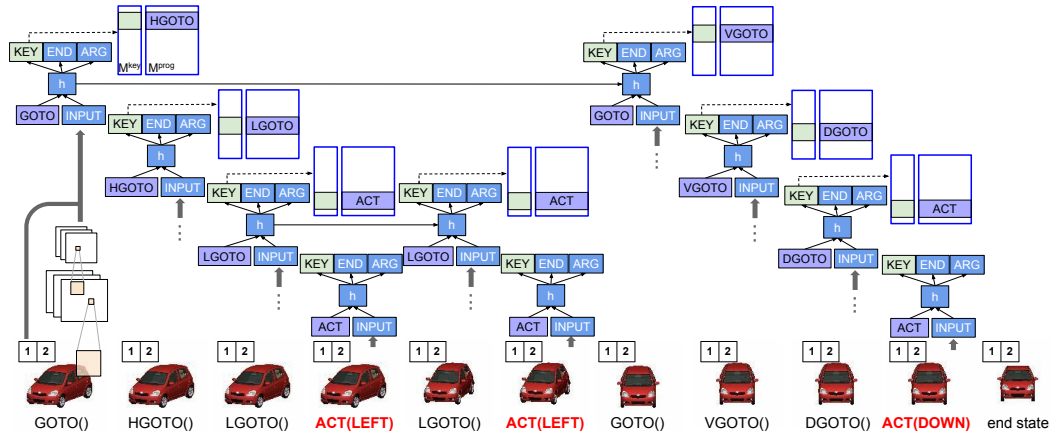 HGOTO
KEY END ARG
M^key M^prog
h
GOTO INPUT
VGOTO
KEY END ARG
h
GOTO INPUT
LGOTO
KEY END ARG
h
HGOTO INPUT
DGOTO
KEY END ARG
h
VGOTO INPUT
ACT
KEY END ARG
h
LGOTO INPUT
ACT
KEY END ARG
h
LGOTO INPUT
ACT
KEY END ARG
h
DGOTO INPUT
KEY END ARG
h
ACT INPUT
KEY END ARG
h
ACT INPUT
KEY END ARG
h
ACT INPUT
1 2 1 2 1 2 1 2 1 2 1 2 1 2 1 2 1 2 1 2 1 2
GOTO() HGOTO() LGOTO() ACT(LEFT) LGOTO() ACT(LEFT) GOTO() VGOTO() DGOTO() ACT(DOWN) end state